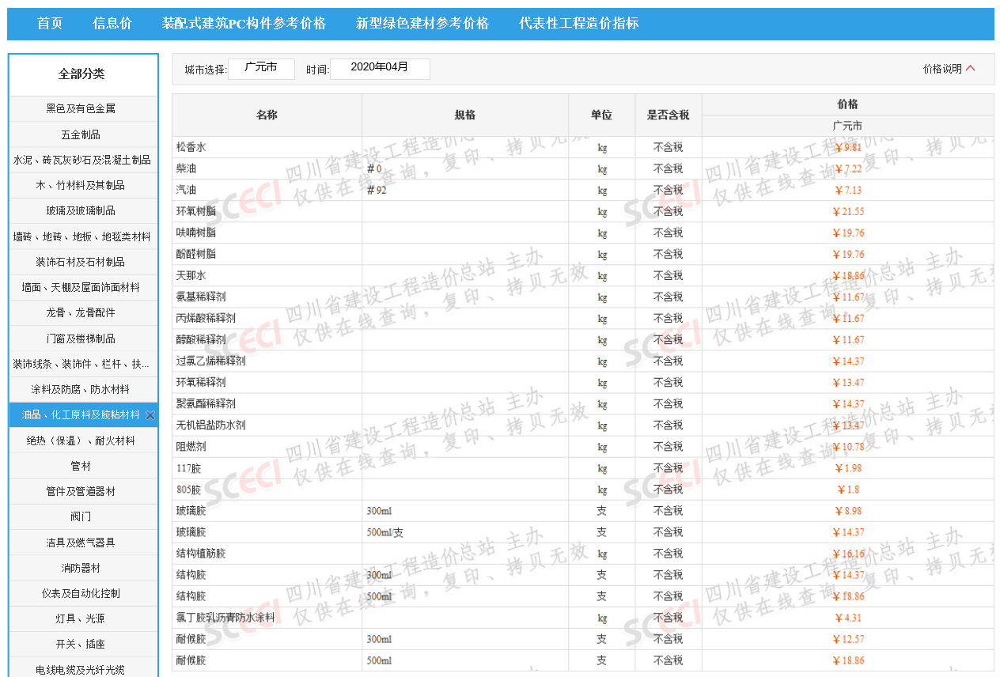 首页 信息价 装配式建筑PC构件参考价格 新型绿色建材参考价格 代表性工程造价指标
全部分类
黑色及有色金属
五金制品
水泥、砖瓦灰砂石及混凝土制品
木、竹材料及其制品
玻璃及玻璃制品
墙砖、地砖、地板、地毯类材料
装饰石材及石材制品
墙面、天棚及屋面饰面材料
龙骨、龙骨配件
门窗及楼梯制品
装饰线条、装饰件、栏杆、扶...
涂料及防腐、防水材料
油品、化工原料及胶粘材料
绝热（保温）、耐火材料
管材
管件及管道器材
阀门
洁具及燃气器具
消防器材
仪表及自动化控制
灯具、光源
开关、插座
电线电缆及光纤光缆
城市选择: 广元市 时间: 2020年04月 价格说明
名称 规格 单位 是否含税 价格
广元市
松香水 kg 不含税 ￥9.81
柴油 ＃0 kg 不含税 ￥7.22
汽油 ＃92 kg 不含税 ￥7.13
环氧树脂 kg 不含税 ￥21.55
呋喃树脂 kg 不含税 ￥19.76
酚醛树脂 kg 不含税 ￥19.76
天那水 kg 不含税 ￥18.86
氨基稀释剂 kg 不含税 ￥11.67
丙烯酸稀释剂 kg 不含税 ￥11.67
醇酸稀释剂 kg 不含税 ￥11.67
过氯乙烯稀释剂 kg 不含税 ￥14.37
环氧稀释剂 kg 不含税 ￥13.47
聚氨酯稀释剂 kg 不含税 ￥14.37
无机铝盐防水剂 kg 不含税 ￥13.47
阻燃剂 kg 不含税 ￥10.78
117胶 kg 不含税 ￥1.98
805胶 kg 不含税 ￥1.8
玻璃胶 300ml 支 不含税 ￥8.98
玻璃胶 500ml/支 支 不含税 ￥14.37
结构植筋胶 kg 不含税 ￥16.16
结构胶 300ml 支 不含税 ￥14.37
结构胶 500ml 支 不含税 ￥18.86
氯丁胶乳沥青防水涂料 kg 不含税 ￥4.31
耐候胶 300ml 支 不含税 ￥12.57
耐候胶 500ml 支 不含税 ￥18.86
SCECI 四川省建设工程造价总站 主办
仅供在线查询，复印、拷贝无效